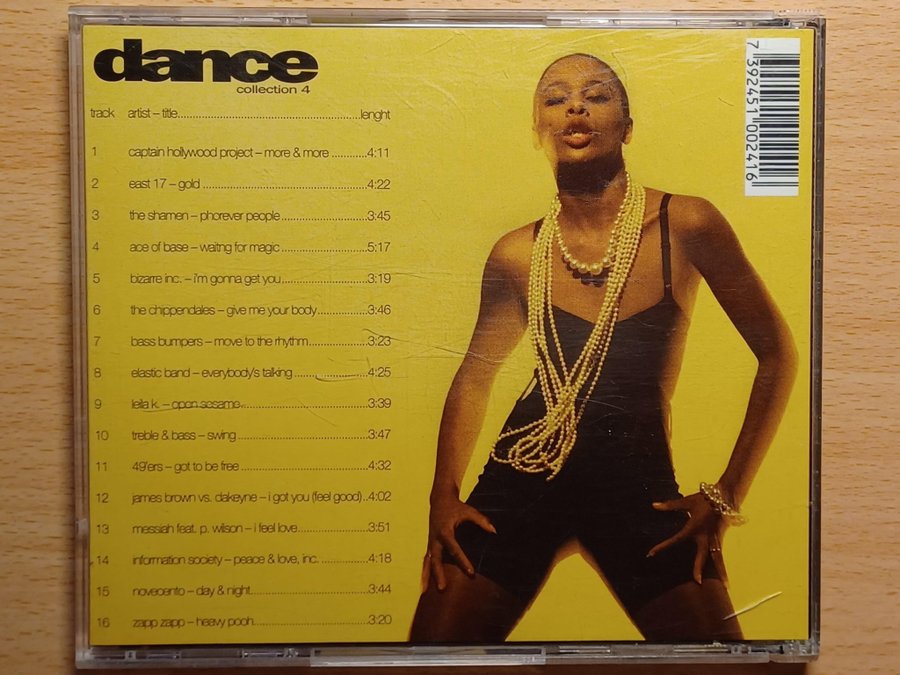 dance
collection 4
track artist – title..............................................lenght
1 captain hollywood project – more & more ...........4:11
2 east 17 – gold ..................................................4:22
3 the shamen – phorever people..........................3:45
4 ace of base – waitng for magic..........................5:17
5 bizarre inc. – i'm gonna get you..........................3:19
6 the chippendales – give me your body...............3:46
7 bass bumpers – move to the rhythm..................3:23
8 elastic band – everybody's talking......................4:25
9 leila k. – open sesame......................................3:39
10 treble & bass – swing .......................................3:47
11 49'ers – got to be free ......................................4:32
12 james brown vs. dakeyne – i got you (feel good)..4:02
13 messiah feat. p. wilson – i feel love.....................3:51
14 information society – peace & love, inc. ...............4:18
15 novecento – day & night....................................3:44
16 zapp zapp – heavy pooh...................................3:20
7 392451 002416